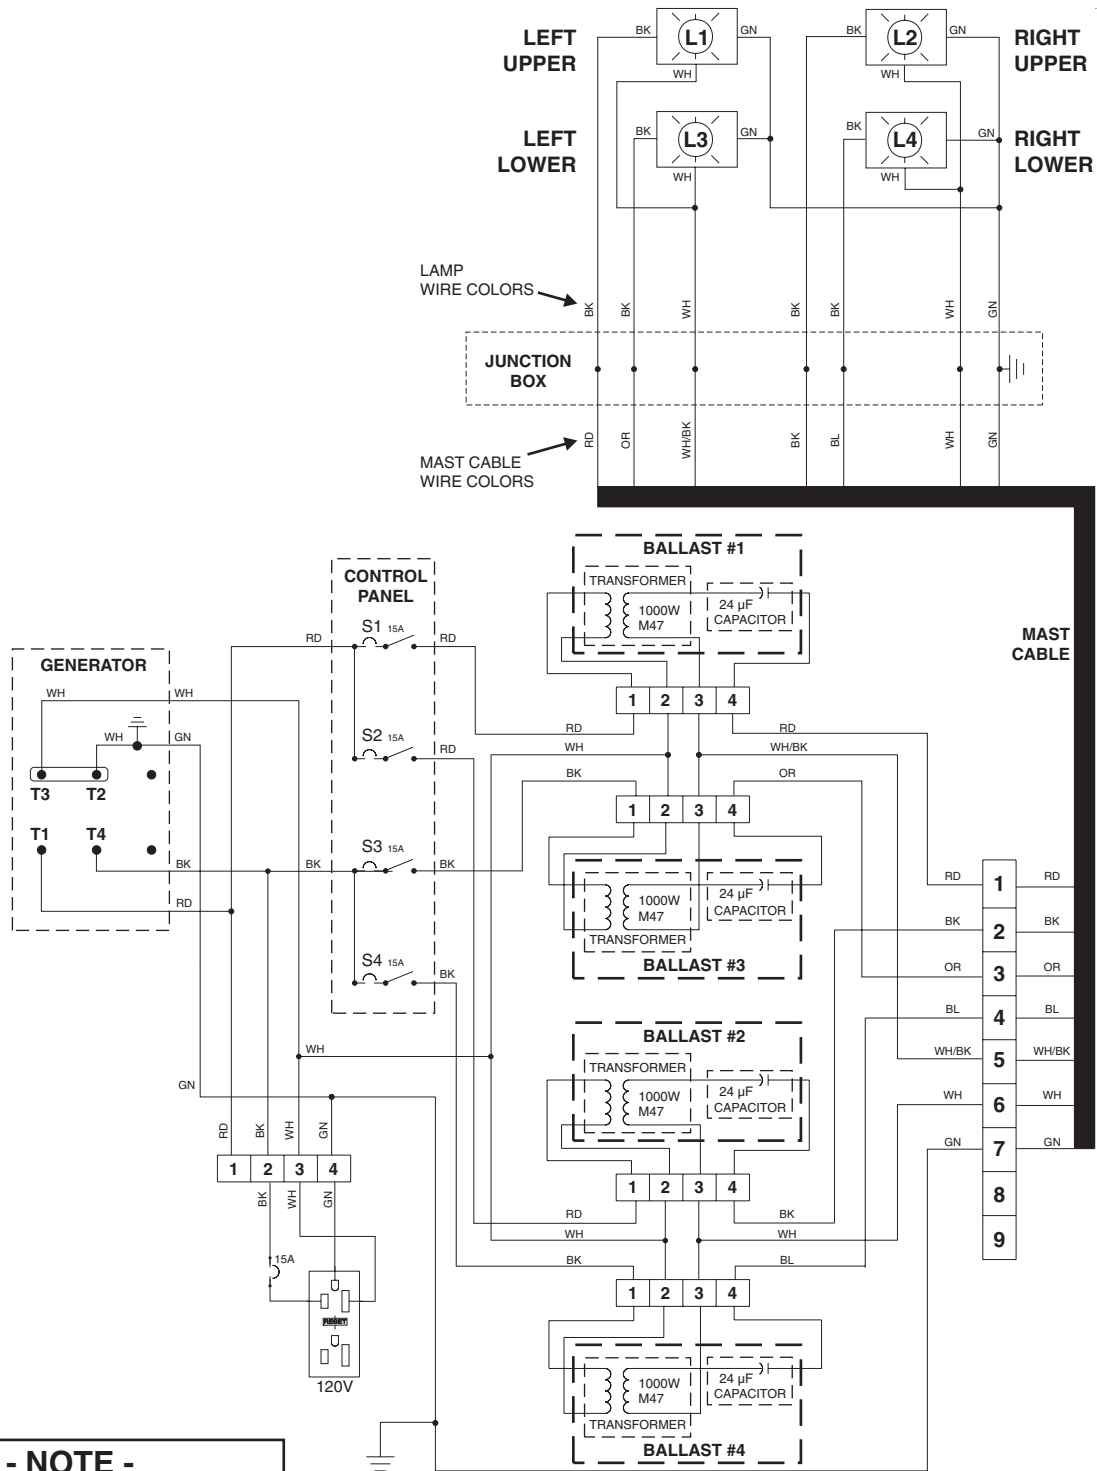 LEFT UPPER
BK L1 GN
WH
BK L2 GN
WH
RIGHT UPPER
LEFT LOWER
BK L3 GN
WH
BK L4 GN
WH
RIGHT LOWER
LAMP
WIRE COLORS
BK BK WH BK BK WH GN
JUNCTION
BOX
RD OR WH/BK BK BL WH GN
MAST CABLE
WIRE COLORS
BALLAST #1
TRANSFORMER
1000W
M47
24 µF
CAPACITOR
1 2 3 4
MAST
CABLE
CONTROL
PANEL
S1 15A
RD RD
S2 15A
RD
S3 15A
BK BK
S4 15A
BK
GENERATOR
WH WH
WH GN
T3 T2
T1 T4
BK
RD
RD RD
WH WH/BK
BK OR
1 2 3 4
1000W
M47
24 µF
CAPACITOR
TRANSFORMER
BALLAST #3
BALLAST #2
TRANSFORMER
1000W
M47
24 µF
CAPACITOR
1 2 3 4
RD BK
WH WH
BK BL
1 2 3 4
1000W
M47
24 µF
CAPACITOR
TRANSFORMER
BALLAST #4
RD 1 RD
BK 2 BK
OR 3 OR
BL 4 BL
WH/BK 5 WH/BK
WH 6 WH
GN 7 GN
8
9
WH
GN
RD BK WH GN
1 2 3 4
BK WH GN
15A
RESET
120V
- NOTE -